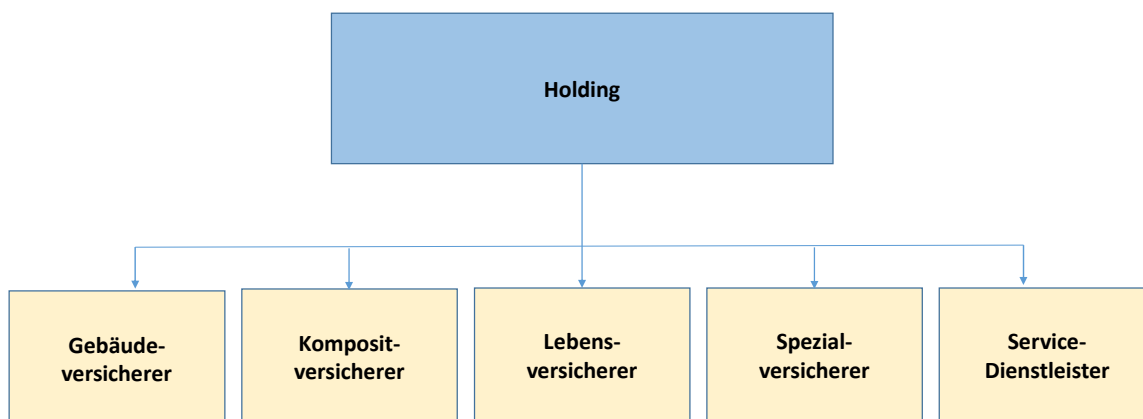 Holding
Gebäude-
versicherer
Komposit-
versicherer
Lebens-
versicherer
Spezial-
versicherer
Service-
Dienstleister